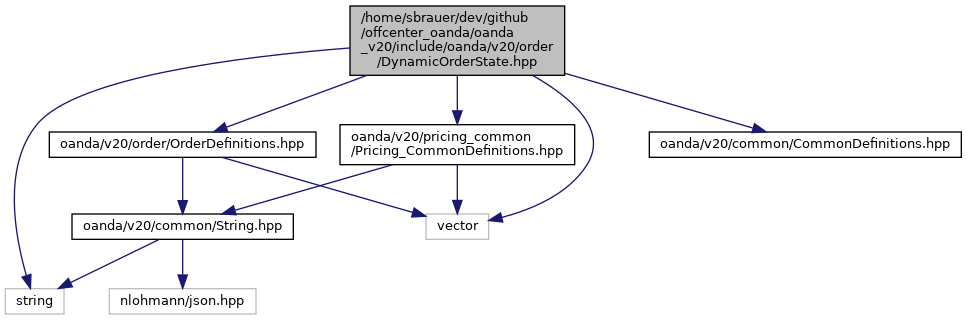 /home/sbrauer/dev/github
/offcenter_oanda/oanda
_v20/include/oanda/v20/order
/DynamicOrderState.hpp
oanda/v20/order/OrderDefinitions.hpp
oanda/v20/pricing_common
/Pricing_CommonDefinitions.hpp
oanda/v20/common/CommonDefinitions.hpp
oanda/v20/common/String.hpp
vector
string
nlohmann/json.hpp